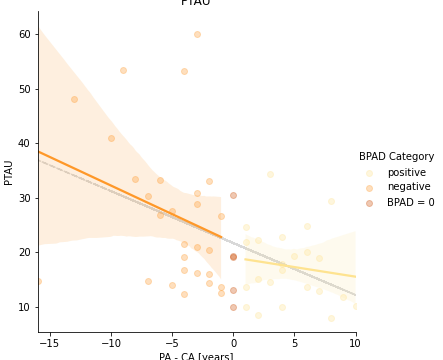 PTAU
60
50
40
30
20
10
PTAU
−15
−10
−5
0
5
10
PA - CA [years]
BPAD Category
positive
negative
BPAD = 0